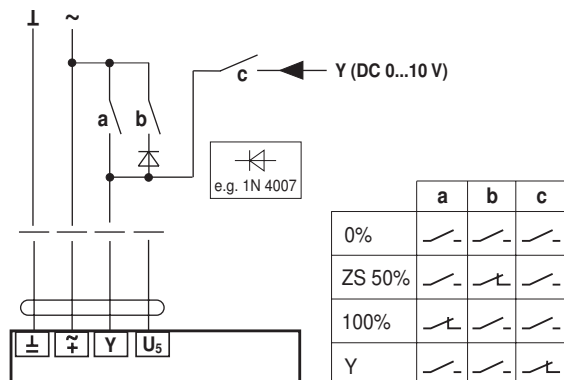 ⊥ ~
c Y (DC 0...10 V)
a b
e.g. 1N 4007
a b c
0%
ZS 50%
100%
Y
⊥ ~ Y U5